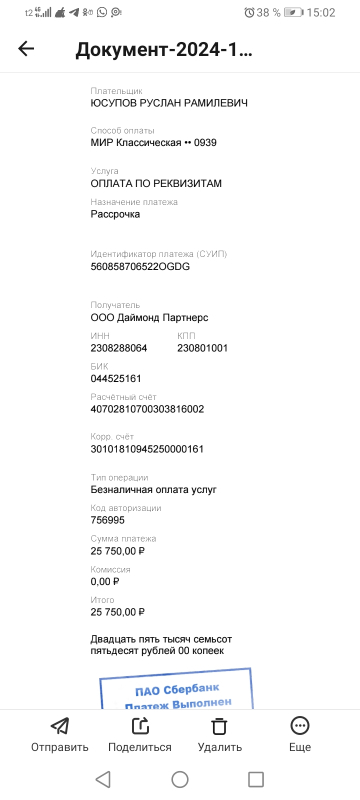 t2
38 %
15:02
Документ-2024-1...
Плательщик
ЮСУПОВ РУСЛАН РАМИЛЕВИЧ
Способ оплаты
МИР Классическая •• 0939
Услуга
ОПЛАТА ПО РЕКВИЗИТАМ
Назначение платежа
Рассрочка
Идентификатор платежа (СУИП)
560858706522OGDG
Получатель
ООО Даймонд Партнерс
ИНН КПП
2308288064 230801001
БИК
044525161
Расчётный счёт
40702810700303816002
Корр. счёт
30101810945250000161
Тип операции
Безналичная оплата услуг
Код авторизации
756995
Сумма платежа
25 750,00 ₽
Комиссия
0,00 ₽
Итого
25 750,00 ₽
Двадцать пять тысяч семьсот
пятьдесят рублей 00 копеек
ПАО Сбербанк
Платеж Выполнен
Отправить Поделиться Удалить Еще